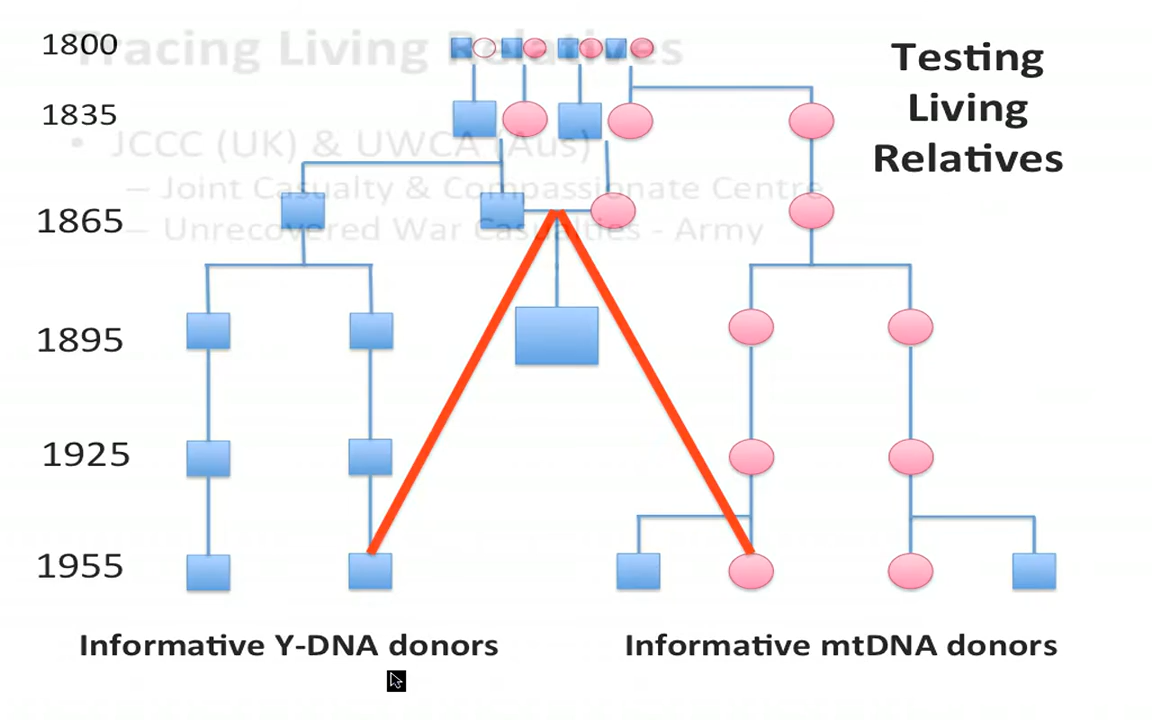 1800
Tracing Living Relatives
Testing
Living
Relatives
1835
• JCCC (UK) & UWCA (Aus)
– Joint Casualty & Compassionate Centre
1865
– Unrecovered War Casualties - Army
1895
1925
1955
Informative Y-DNA donors
Informative mtDNA donors